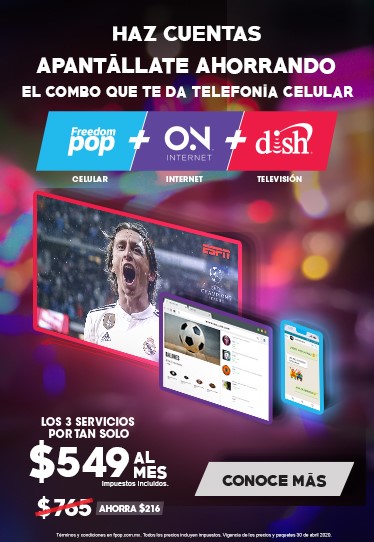 HAZ CUENTAS
APANTÁLLATE AHORRANDO
EL COMBO QUE TE DA TELEFONÍA CELULAR
Freedom pop + ON INTERNET + dish
CELULAR INTERNET TELEVISIÓN
ESPN
UEFA CHAMPIONS LEAGUE
BALONES
LOS 3 SERVICIOS
POR TAN SOLO
$549 AL MES
Impuestos incluidos.
$765 AHORRA $216
CONOCE MÁS
Términos y condiciones en fpop.com.mx. Todos los precios incluyen impuestos. Vigencia de los precios y paquetes 30 de abril 2020.